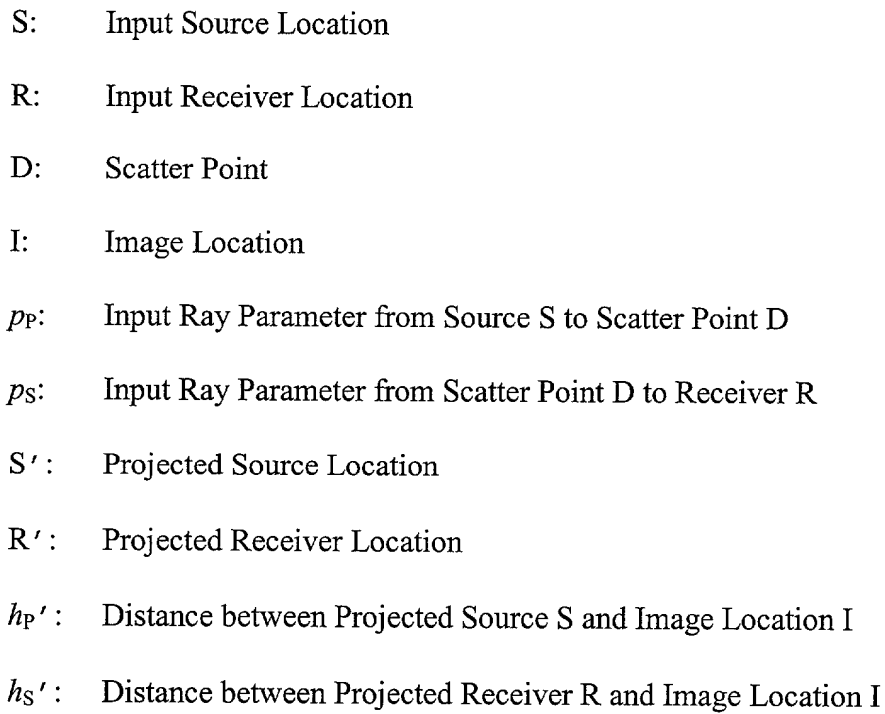 S: Input Source Location
R: Input Receiver Location
D: Scatter Point
I: Image Location
pP: Input Ray Parameter from Source S to Scatter Point D
pS: Input Ray Parameter from Scatter Point D to Receiver R
S′: Projected Source Location
R′: Projected Receiver Location
hP′: Distance between Projected Source S and Image Location I
hS′: Distance between Projected Receiver R and Image Location I